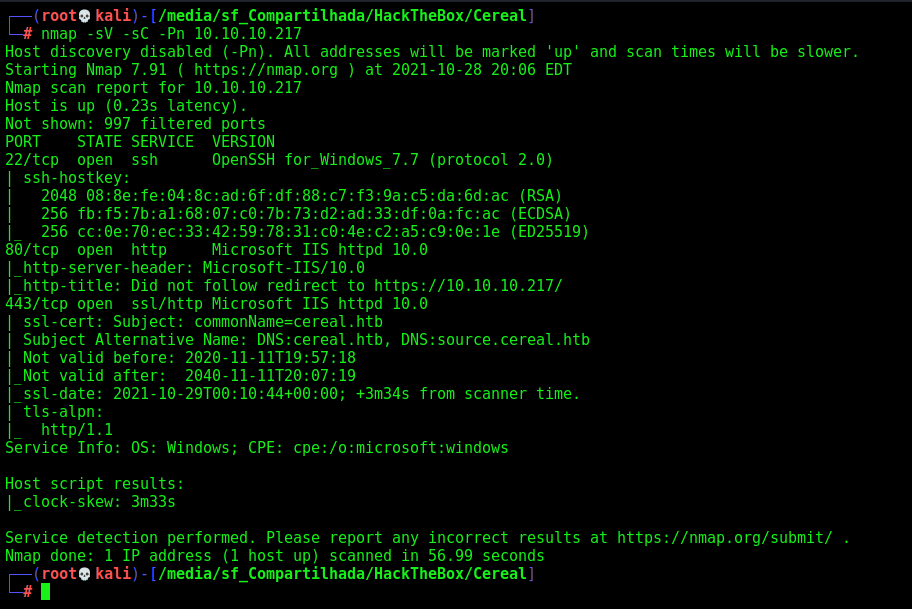 ┌──(root💀kali)-[/media/sf_Compartilhada/HackTheBox/Cereal]
└─# nmap -sV -sC -Pn 10.10.10.217
Host discovery disabled (-Pn). All addresses will be marked 'up' and scan times will be slower.
Starting Nmap 7.91 ( https://nmap.org ) at 2021-10-28 20:06 EDT
Nmap scan report for 10.10.10.217
Host is up (0.23s latency).
Not shown: 997 filtered ports
PORT    STATE SERVICE  VERSION
22/tcp  open  ssh      OpenSSH for_Windows_7.7 (protocol 2.0)
| ssh-hostkey:
|   2048 08:8e:fe:04:8c:ad:6f:df:88:c7:f3:9a:c5:da:6d:ac (RSA)
|   256 fb:f5:7b:a1:68:07:c0:7b:73:d2:ad:33:df:0a:fc:ac (ECDSA)
|_  256 cc:0e:70:ec:33:42:59:78:31:c0:4e:c2:a5:c9:0e:1e (ED25519)
80/tcp  open  http     Microsoft IIS httpd 10.0
|_http-server-header: Microsoft-IIS/10.0
|_http-title: Did not follow redirect to https://10.10.10.217/
443/tcp open  ssl/http Microsoft IIS httpd 10.0
| ssl-cert: Subject: commonName=cereal.htb
| Subject Alternative Name: DNS:cereal.htb, DNS:source.cereal.htb
| Not valid before: 2020-11-11T19:57:18
|_Not valid after:  2040-11-11T20:07:19
|_ssl-date: 2021-10-29T00:10:44+00:00; +3m34s from scanner time.
| tls-alpn:
|_  http/1.1
Service Info: OS: Windows; CPE: cpe:/o:microsoft:windows
Host script results:
|_clock-skew: 3m33s
Service detection performed. Please report any incorrect results at https://nmap.org/submit/ .
Nmap done: 1 IP address (1 host up) scanned in 56.99 seconds
┌──(root💀kali)-[/media/sf_Compartilhada/HackTheBox/Cereal]
└─#